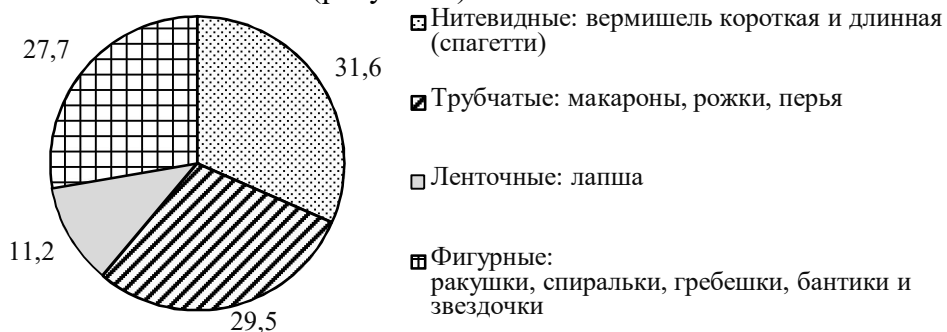 27,7
31,6
11,2
29,5
Нитевидные: вермишель короткая и длинная
(спагетти)
Трубчатые: макароны, рожки, перья
Ленточные: лапша
Фигурные:
ракушки, спиральки, гребешки, бантики и
звездочки